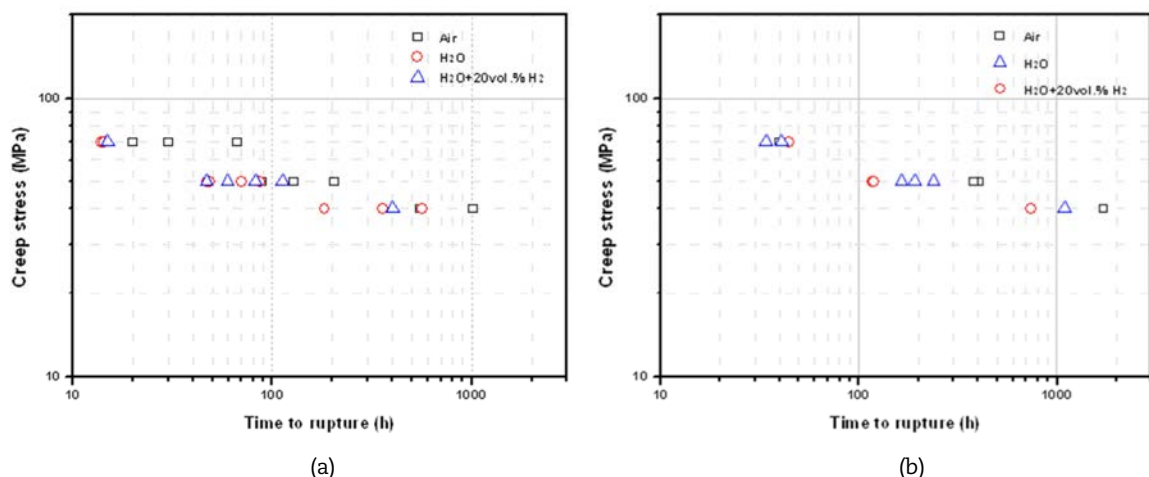 Air
H2O
H2O+20vol.% H2
100
10
Creep stress (MPa)
10
100
1000
Time to rupture (h)
(a)
Air
H2O
H2O+20vol.% H2
100
10
Creep stress (MPa)
10
100
1000
Time to rupture (h)
(b)